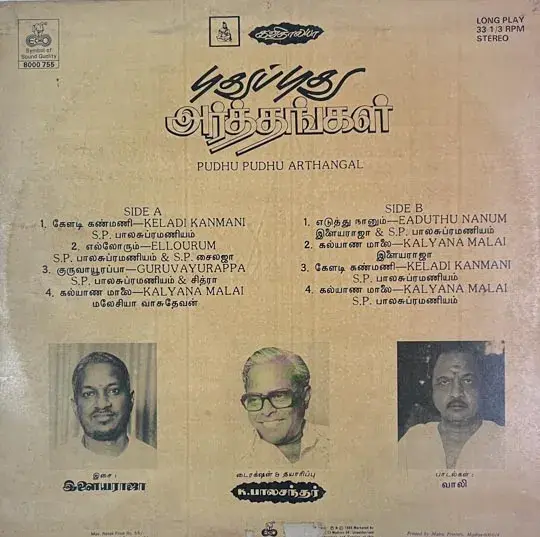 Symbol of
Sound Quality
8000 755
கவிதாலயா
LONG PLAY
33 1/3 RPM
STEREO
புதுப்புது
அர்த்தங்கள்
PUDHU PUDHU ARTHANGAL
SIDE A
1. கேளடி கண்மணி—KELADI KANMANI
S.P. பாலசுப்ரமணியம்
2. எல்லோரும்—ELLOURUM
S.P. பாலசுப்ரமணியம் & S.P. சைலஜா
3. குருவாயூரப்பா—GURUVAYURAPPA
S.P. பாலசுப்ரமணியம் & சித்ரா
4. கல்யாண மாலை—KALYANA MALAI
மலேசியா வாசுதேவன்
SIDE B
1. எடுத்து நானும்—EADUTHU NANUM
இளையராஜா & S.P. பாலசுப்ரமணியம்
2. கல்யாண மாலை—KALYANA MALAI
இளையராஜா
3. கேளடி கண்மணி—KELADI KANMANI
S.P. பாலசுப்ரமணியம்
4. கல்யாண மாலை—KALYANA MALAI
S.P. பாலசுப்ரமணியம்
இசை :
இளையராஜா
டைரக்ஷன் & தயாரிப்பு
கே.பாலசந்தர்
பாடல்கள் :
வாலி